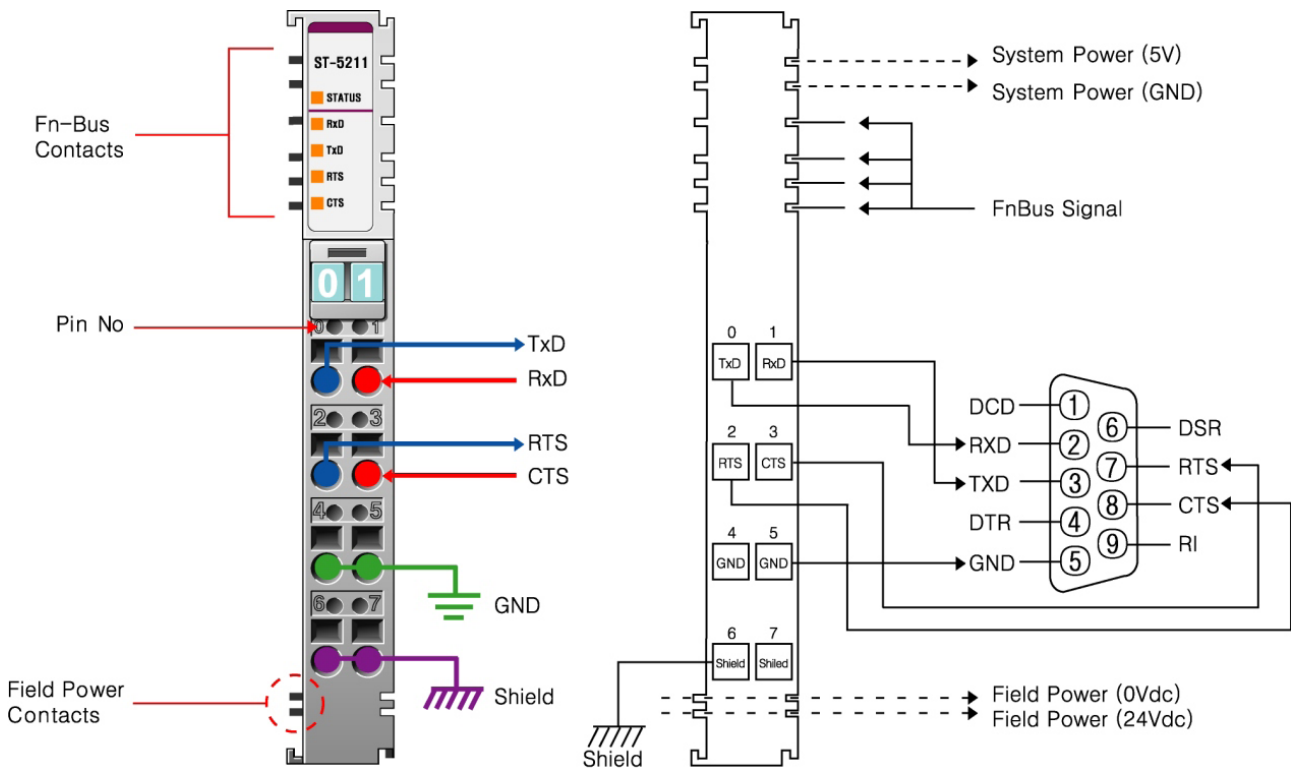 ST-5211
STATUS
RxD
TxD
RTS
CTS
Fn-Bus
Contacts
01
Pin No
0 1
TxD
RxD
2 3
RTS
CTS
4 5
GND
6 7
Shield
Field Power
Contacts
System Power (5V)
System Power (GND)
FnBus Signal
0 1
TxD RxD
2 3
RTS CTS
4 5
GND GND
6 7
Shield Shiled
Shield
DCD 1
RXD 2
TXD 3
DTR 4
GND 5
6 DSR
7 RTS
8 CTS
9 RI
Field Power (0Vdc)
Field Power (24Vdc)